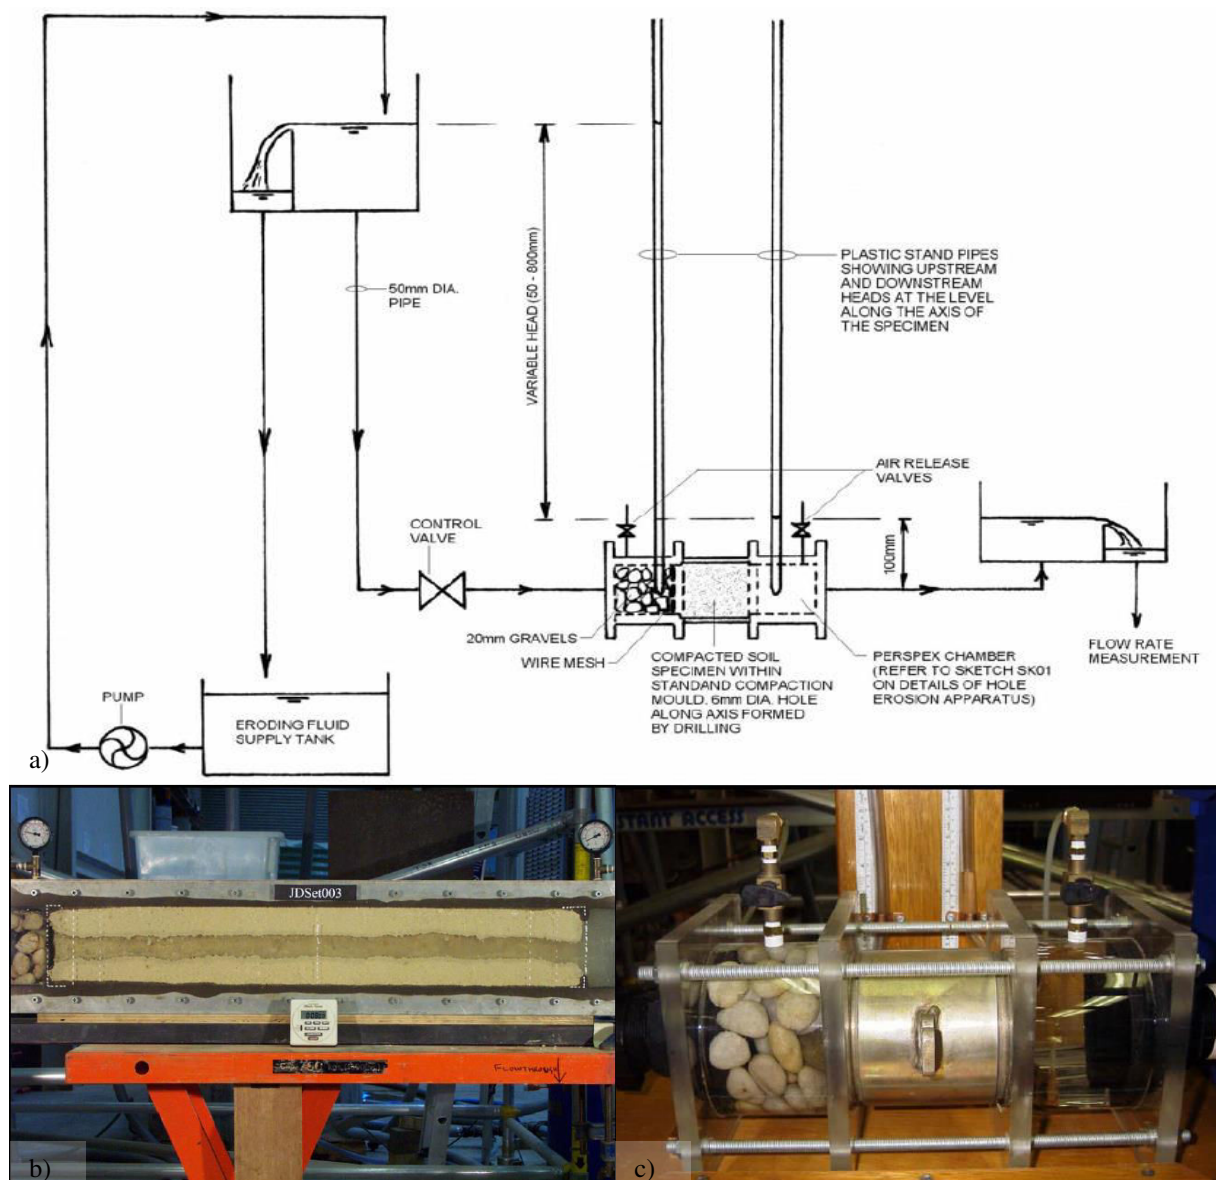 50mm DIA.
PIPE
VARIABLE HEAD (50 - 800mm)
PLASTIC STAND PIPES
SHOWING UPSTREAM
AND DOWNSTREAM
HEADS AT THE LEVEL
ALONG THE AXIS OF
THE SPECIMEN
AIR RELEASE
VALVES
CONTROL
VALVE
100mm
20mm GRAVELS
WIRE MESH
COMPACTED SOIL
SPECIMEN WITHIN
STANDAND COMPACTION
MOULD. 6mm DIA. HOLE
ALONG AXIS FORMED
BY DRILLING
PERSPEX CHAMBER
(REFER TO SKETCH SK01
ON DETAILS OF HOLE
EROSION APPARATUS)
FLOW RATE
MEASUREMENT
PUMP
ERODING FLUID
SUPPLY TANK
a)
JDSet003
b)
STANT ACCESS
c)